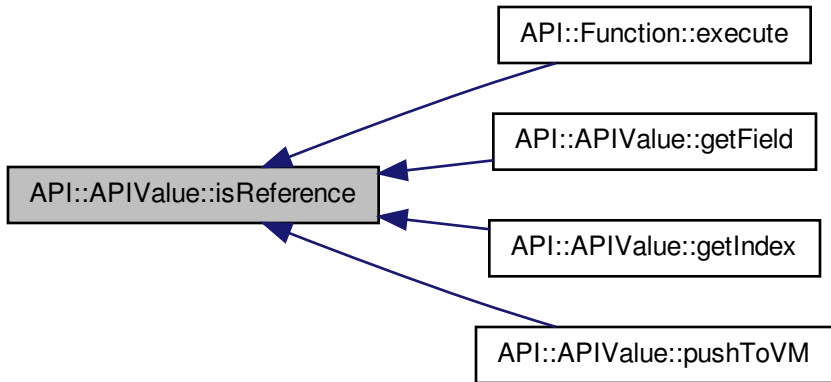 API::Function::execute
API::APIValue::getField
API::APIValue::isReference
API::APIValue::getIndex
API::APIValue::pushToVM